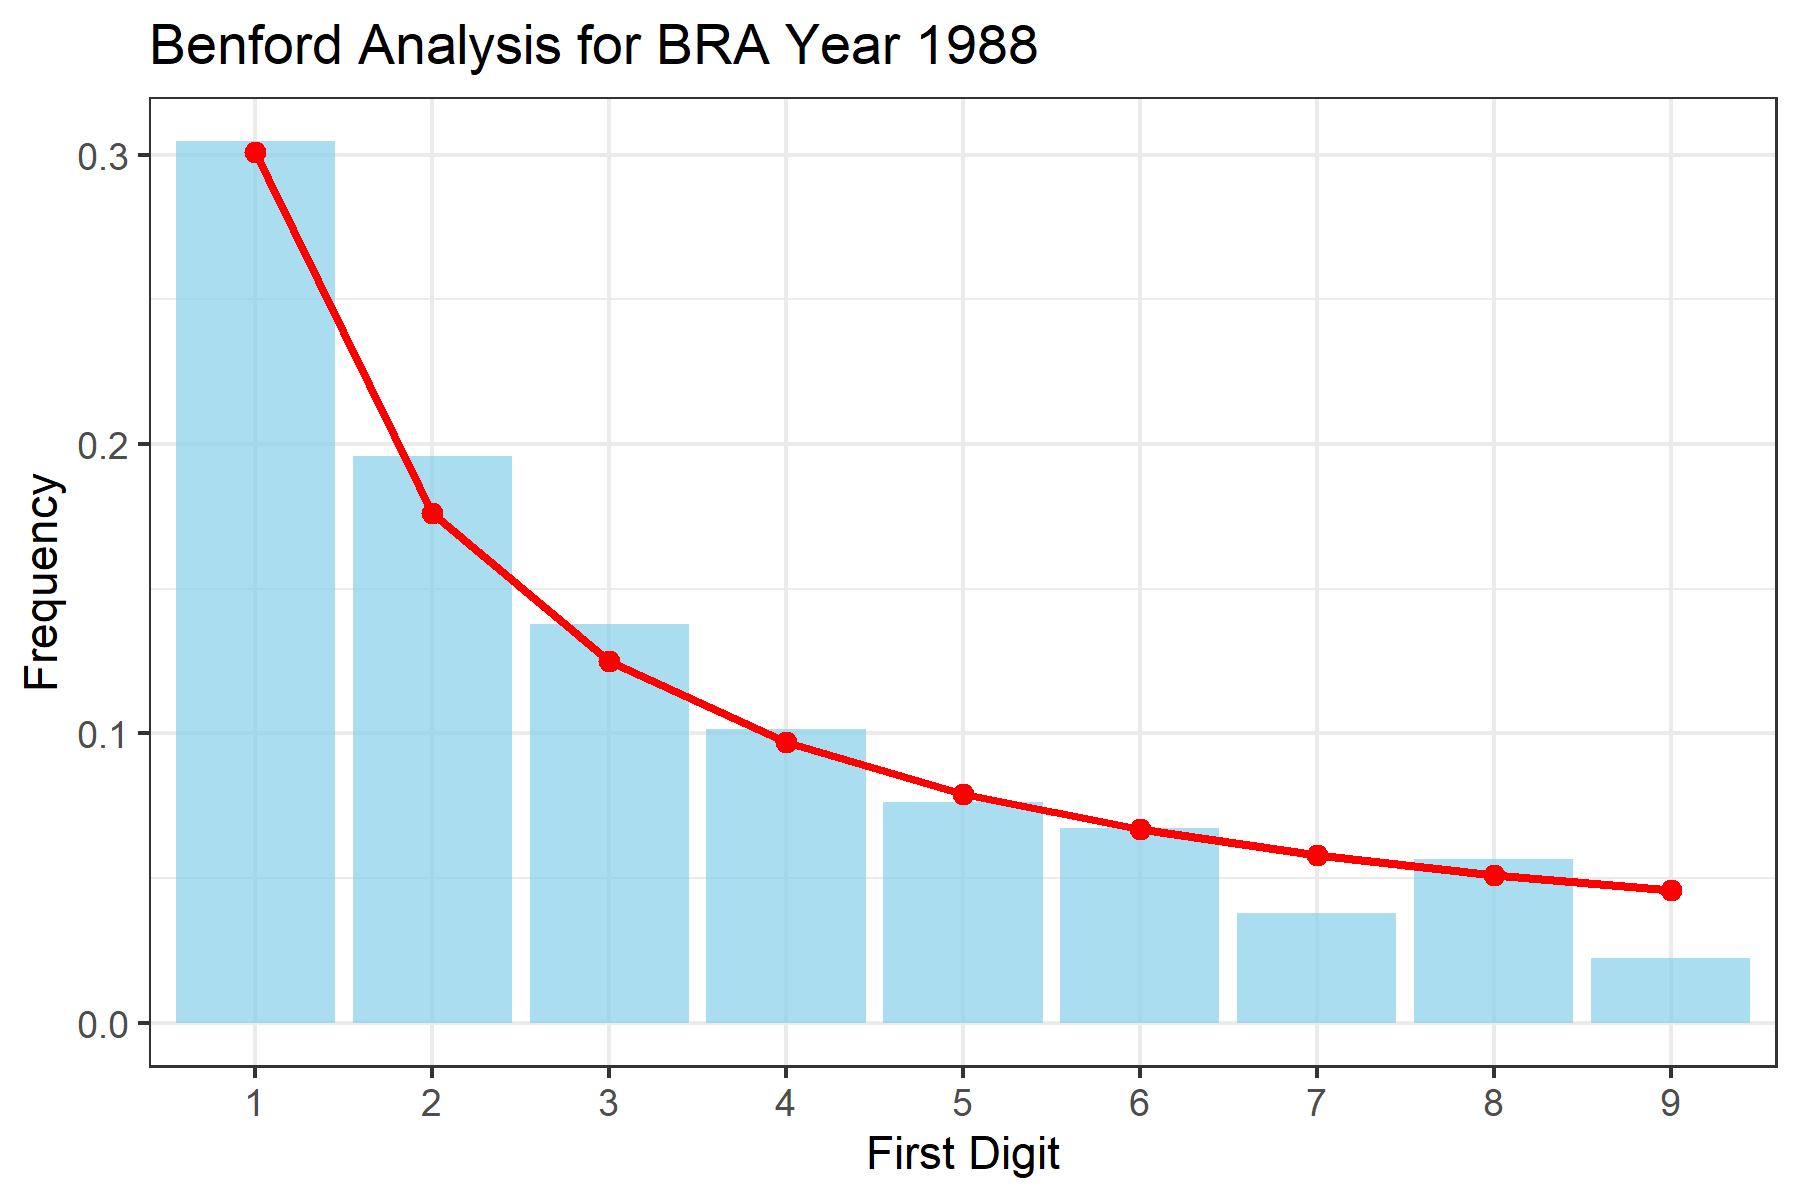 Benford Analysis for BRA Year 1988
Frequency
0.3
0.2
0.1
0.0
1 2 3 4 5 6 7 8 9
First Digit